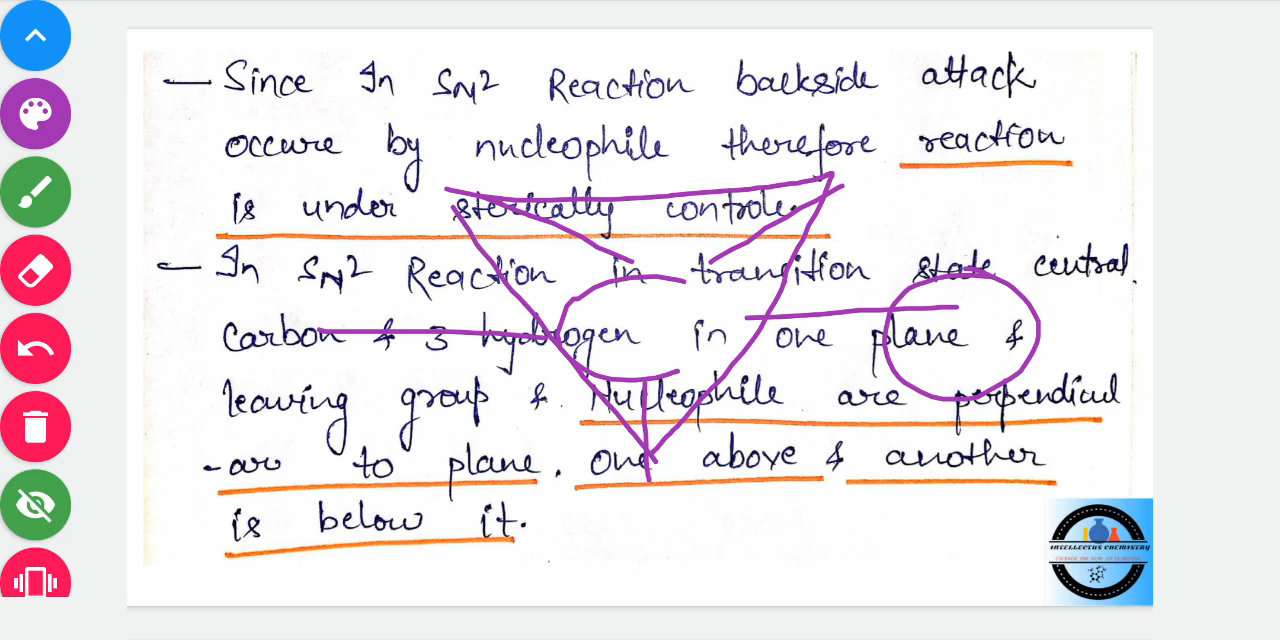 — Since In SN2 Reaction backside attack
occure by nucleophile therefore reaction
is under sterically controle.
— In SN2 Reaction in transition state central
Carbon & 3 hydrogen in one plane &
leaving group & Nucleophile are perpendicul
-ar to plane. One above & another
is below it.
INTELLECTUS CHEMISTRY